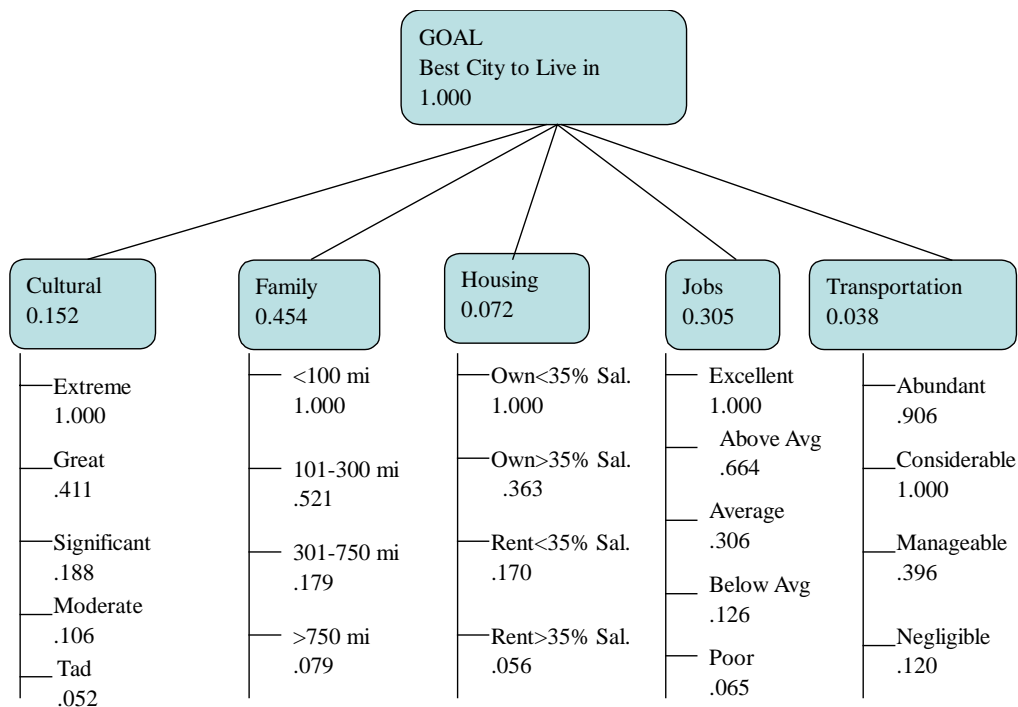 GOAL
Best City to Live in
1.000
Cultural
0.152
Family
0.454
Housing
0.072
Jobs
0.305
Transportation
0.038
Extreme
1.000
Great
.411
Significant
.188
Moderate
.106
Tad
.052
<100 mi
1.000
101-300 mi
.521
301-750 mi
.179
>750 mi
.079
Own<35% Sal.
1.000
Own>35% Sal.
.363
Rent<35% Sal.
.170
Rent>35% Sal.
.056
Excellent
1.000
Above Avg
.664
Average
.306
Below Avg
.126
Poor
.065
Abundant
.906
Considerable
1.000
Manageable
.396
Negligible
.120